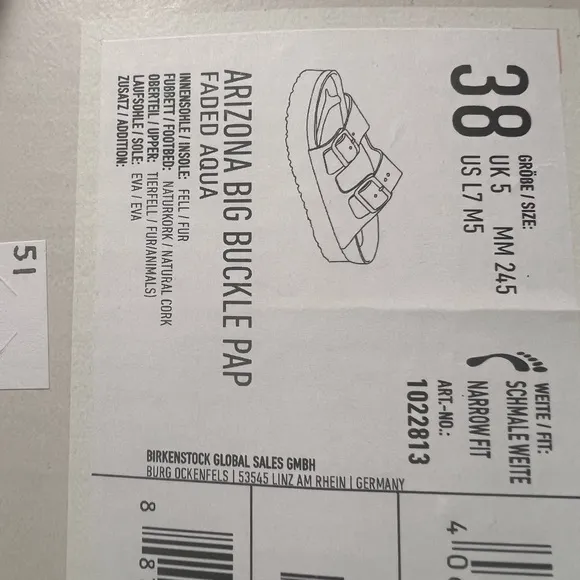 38
GRÖßE / SIZE:
UK 5 MM 245
US L7 M5
WEITE / FIT:
SCHMALE WEITE
NARROW FIT
ART.-NO.:
1022813
ARIZONA BIG BUCKLE PAP
FADED AQUA
INNENSOHLE / INSOLE: FELL / FUR
FUßBETT / FOOTBED: NATURKORK / NATURAL CORK
OBERTEIL / UPPER: TIERFELL / FUR(ANIMALS)
LAUFSOHLE / SOLE: EVA / EVA
ZUSATZ / ADDITION:
BIRKENSTOCK GLOBAL SALES GMBH
BURG OCKENFELS | 53545 LINZ AM RHEIN | GERMANY
51
8 8
40